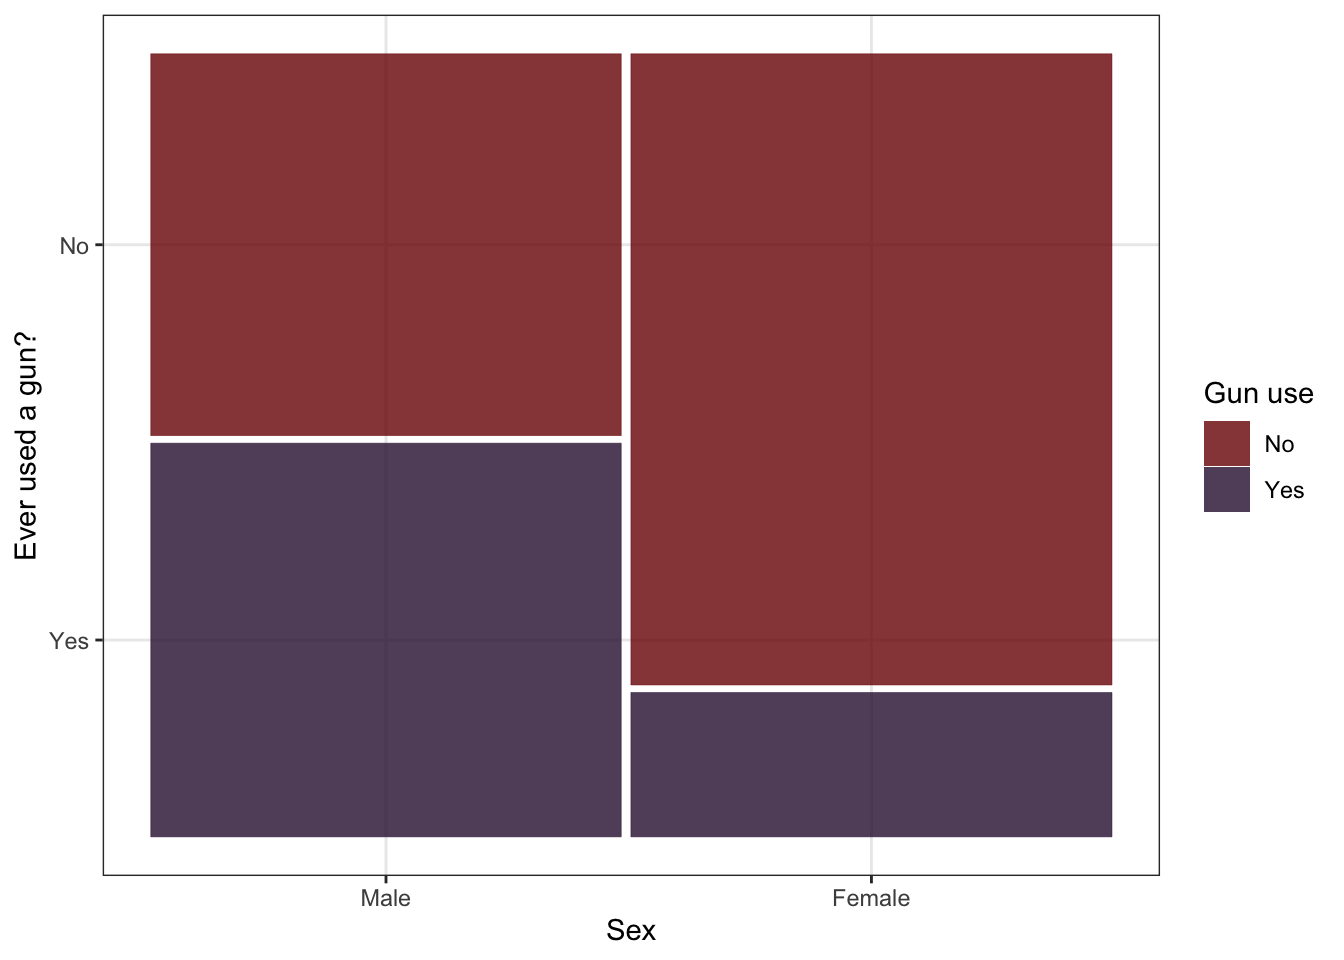 Ever used a gun?
No
Yes
Male
Female
Sex
Gun use
No
Yes